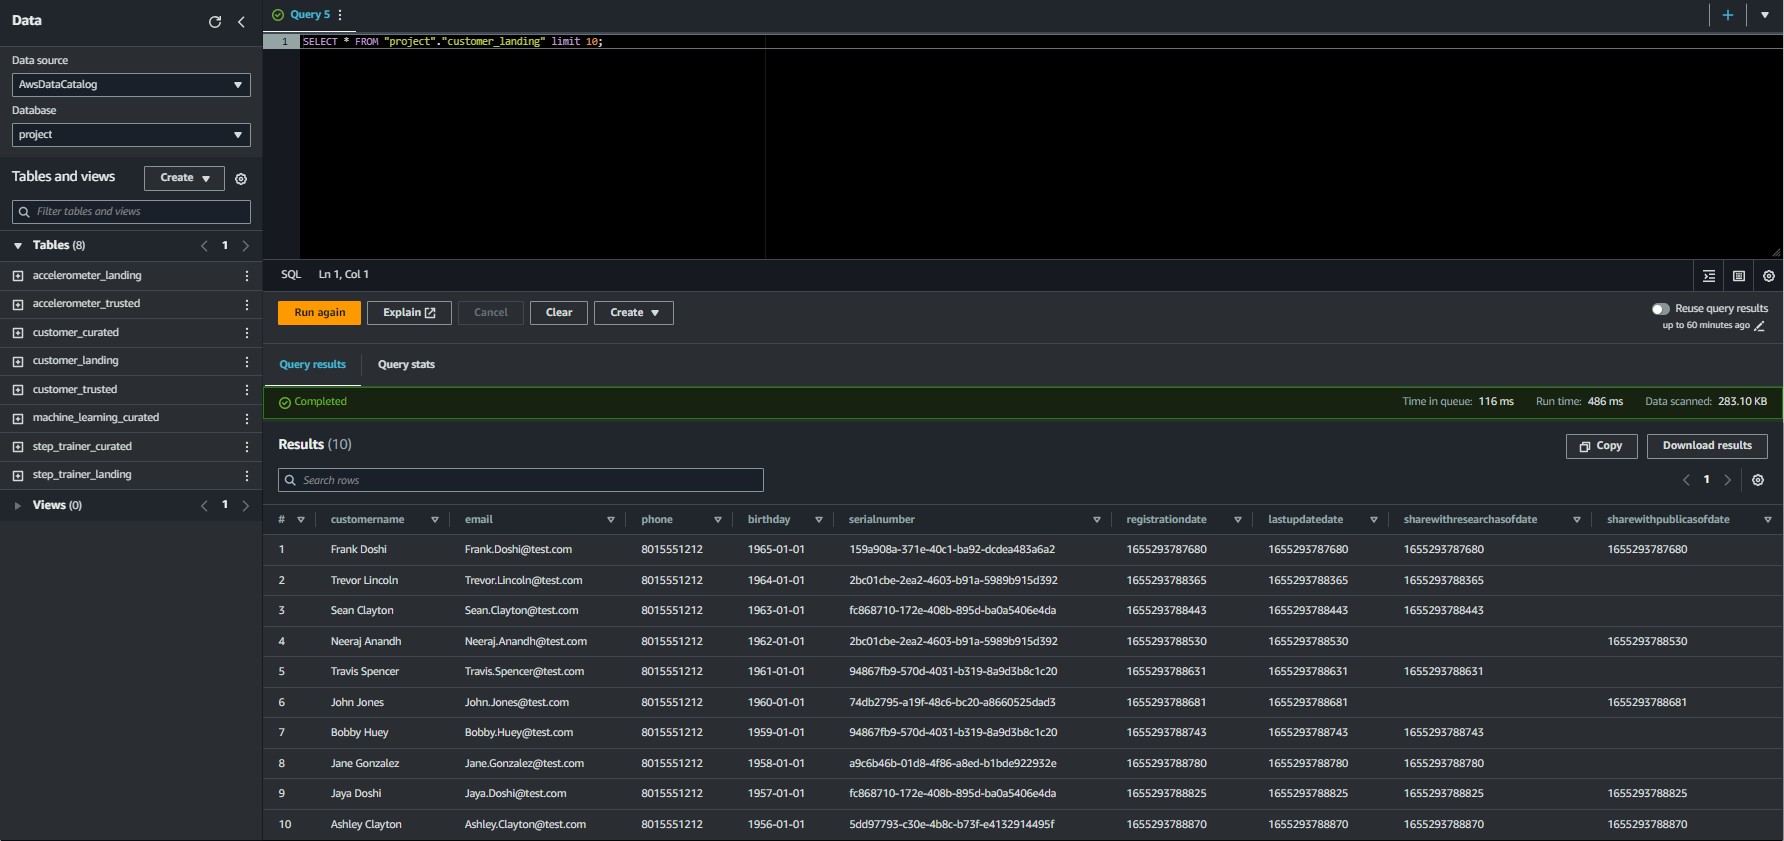 Data
Data source
AwsDataCatalog
Database
project
Tables and views
Create
Filter tables and views
Tables (8)
1
accelerometer_landing
accelerometer_trusted
customer_curated
customer_landing
customer_trusted
machine_learning_curated
step_trainer_curated
step_trainer_landing
Views (0)
1
Query 5
1 SELECT * FROM "project"."customer_landing" limit 10;
SQL Ln 1, Col 1
Run again Explain Cancel Clear Create
Reuse query results
up to 60 minutes ago
Query results Query stats
Completed Time in queue: 116 ms Run time: 486 ms Data scanned: 283.10 KB
Results (10) Copy Download results
Search rows 1
# customername email phone birthday serialnumber registrationdate lastupdatedate sharewithresearchasofdate sharewithpublicasofdate
1 Frank Doshi Frank.Doshi@test.com 8015551212 1965-01-01 159a908a-371e-40c1-ba92-dcdea483a6a2 1655293787680 1655293787680 1655293787680 1655293787680
2 Trevor Lincoln Trevor.Lincoln@test.com 8015551212 1964-01-01 2bc01cbe-2ea2-4603-b91a-5989b915d392 1655293788365 1655293788365 1655293788365
3 Sean Clayton Sean.Clayton@test.com 8015551212 1963-01-01 fc868710-172e-408b-895d-ba0a5406e4da 1655293788443 1655293788443 1655293788443
4 Neeraj Anandh Neeraj.Anandh@test.com 8015551212 1962-01-01 2bc01cbe-2ea2-4603-b91a-5989b915d392 1655293788530 1655293788530 1655293788530
5 Travis Spencer Travis.Spencer@test.com 8015551212 1961-01-01 94867fb9-570d-4031-b319-8a9d3b8c1c20 1655293788631 1655293788631 1655293788631
6 John Jones John.Jones@test.com 8015551212 1960-01-01 74db2795-a19f-48c6-bc20-a8660525dad3 1655293788681 1655293788681 1655293788681
7 Bobby Huey Bobby.Huey@test.com 8015551212 1959-01-01 94867fb9-570d-4031-b319-8a9d3b8c1c20 1655293788743 1655293788743 1655293788743
8 Jane Gonzalez Jane.Gonzalez@test.com 8015551212 1958-01-01 a9c6b46b-01d8-4f86-a8ed-b1bde922932e 1655293788780 1655293788780 1655293788780
9 Jaya Doshi Jaya.Doshi@test.com 8015551212 1957-01-01 fc868710-172e-408b-895d-ba0a5406e4da 1655293788825 1655293788825 1655293788825 1655293788825
10 Ashley Clayton Ashley.Clayton@test.com 8015551212 1956-01-01 5dd97793-c30e-4b8c-b73f-e4132914495f 1655293788870 1655293788870 1655293788870 1655293788870